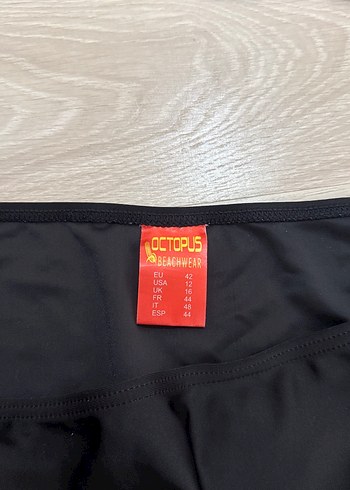 OCTOPUS
BEACHWEAR
EU 42
USA 12
UK 16
FR 44
IT 48
ESP 44